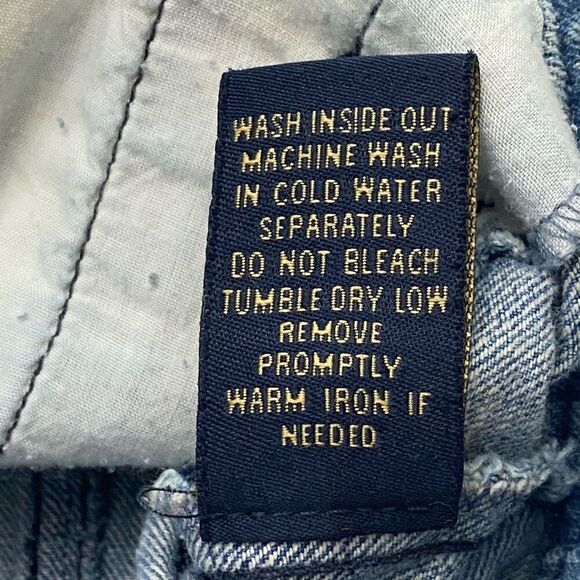 WASH INSIDE OUT
MACHINE WASH
IN COLD WATER
SEPARATELY
DO NOT BLEACH
TUMBLE DRY LOW
REMOVE
PROMPTLY
WARM IRON IF
NEEDED